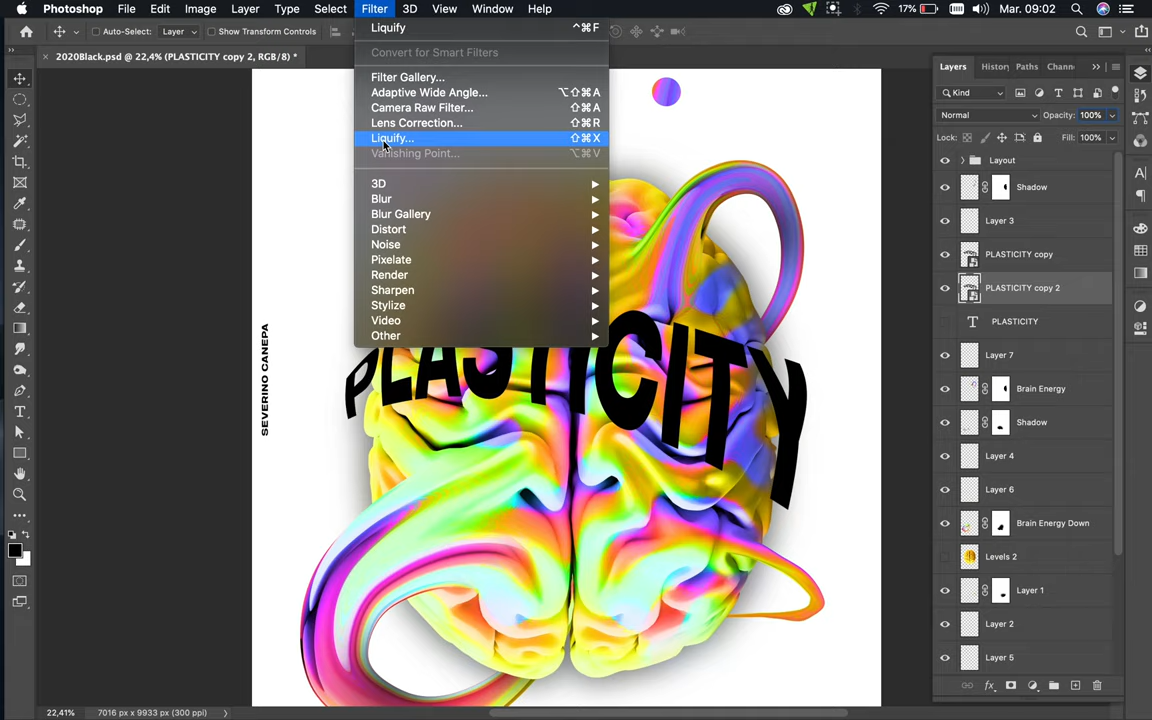 Photoshop File Edit Image Layer Type Select Filter 3D View Window Help 17% Mar. 09:02
Auto-Select: Layer Show Transform Controls
2020Black.psd @ 22,4% (PLASTICITY copy 2, RGB/8) *
Liquify ^⌘F
Convert for Smart Filters
Filter Gallery...
Adaptive Wide Angle... ⌥⇧⌘A
Camera Raw Filter... ⇧⌘A
Lens Correction... ⇧⌘R
Liquify... ⇧⌘X
Vanishing Point... ⌥⌘V
3D
Blur
Blur Gallery
Distort
Noise
Pixelate
Render
Sharpen
Stylize
Video
Other
SEVERINO CANEPA
PLASTICITY
Layers Histor Paths Chann
Kind
Normal Opacity: 100%
Lock: Fill: 100%
Layout
Shadow
Layer 3
PLASTICITY copy
PLASTICITY copy 2
T PLASTICITY
Layer 7
Brain Energy
Shadow
Layer 4
Layer 6
Brain Energy Down
Levels 2
Layer 1
Layer 2
Layer 5
22,41% 7016 px x 9933 px (300 ppi)